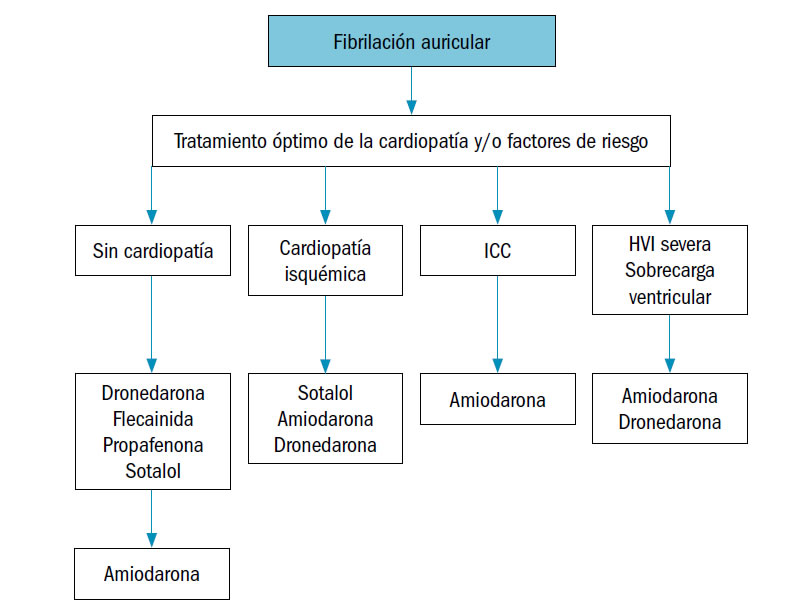 Fibrilación auricular
Tratamiento óptimo de la cardiopatía y/o factores de riesgo
Sin cardiopatía
Cardiopatía
isquémica
ICC
HVI severa
Sobrecarga
ventricular
Dronedarona
Flecainida
Propafenona
Sotalol
Sotalol
Amiodarona
Dronedarona
Amiodarona
Amiodarona
Dronedarona
Amiodarona